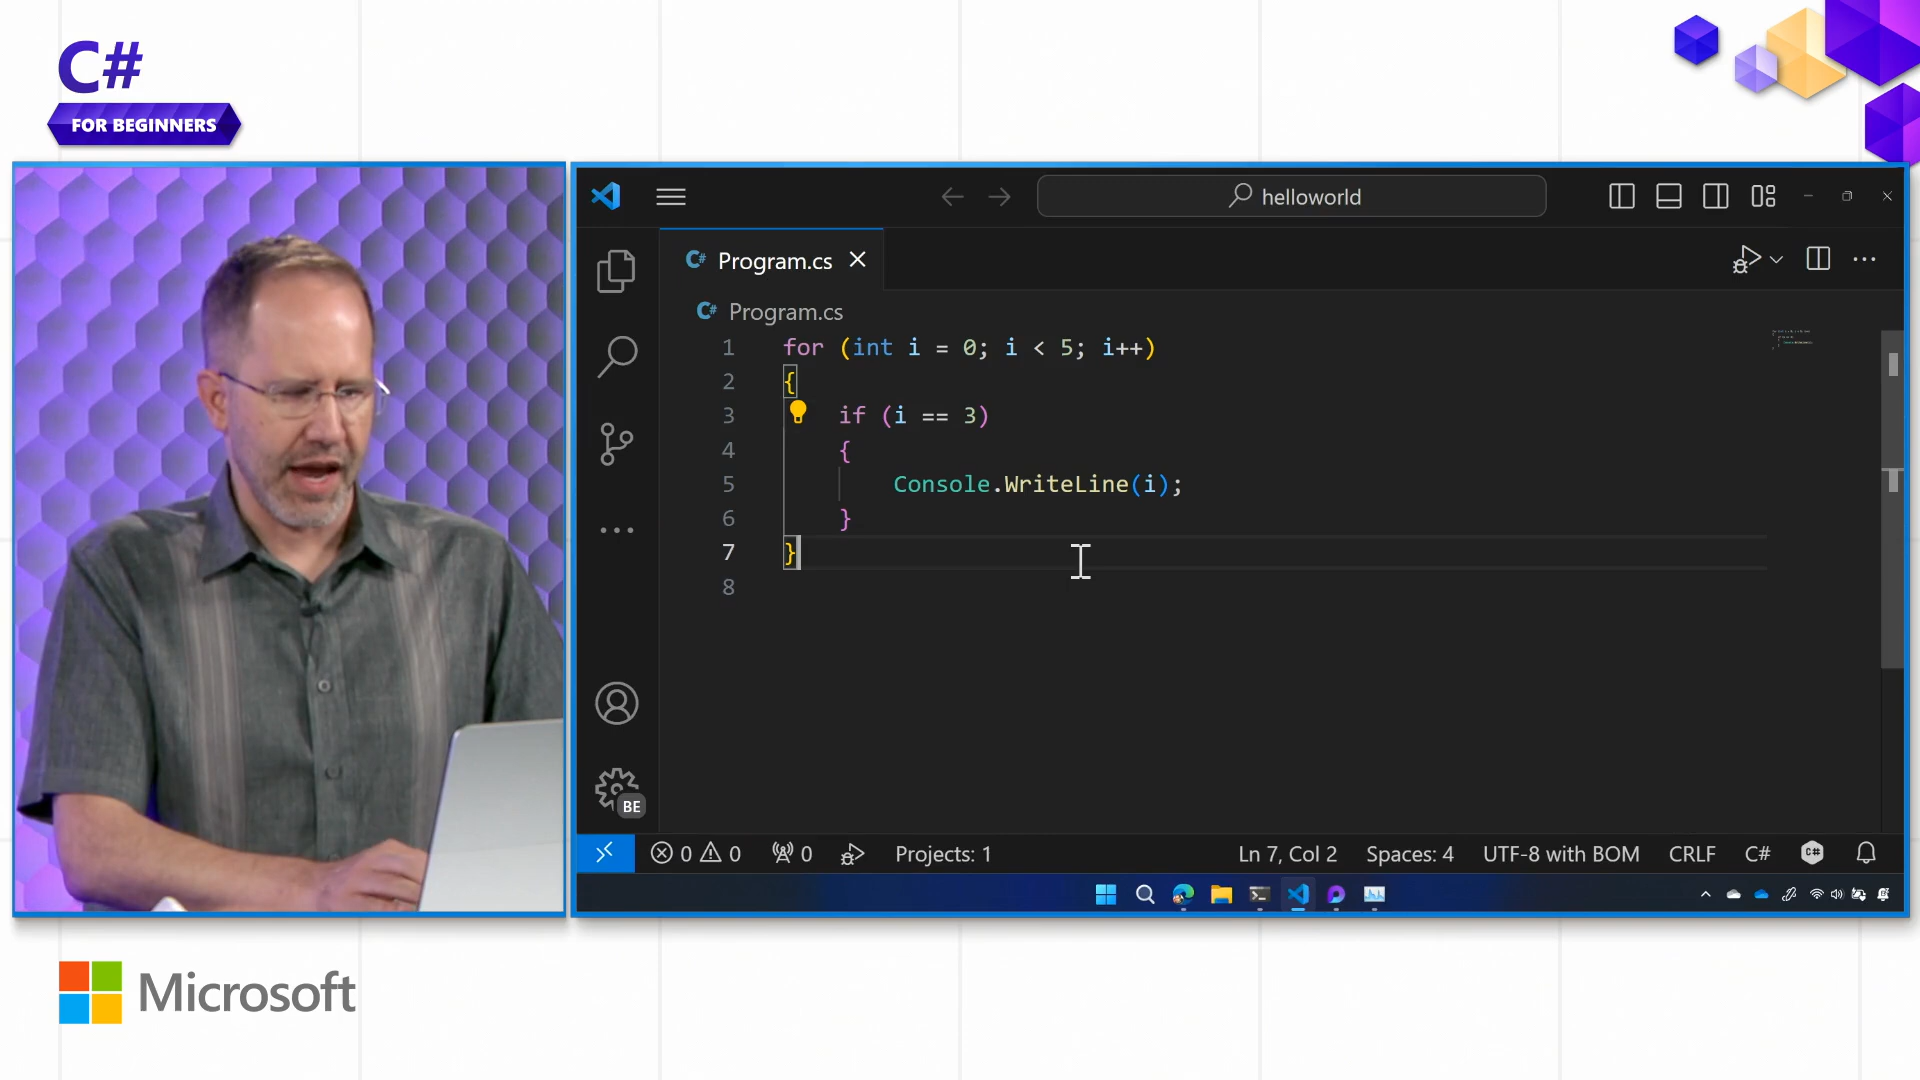 C#
FOR BEGINNERS
helloworld
Program.cs
Program.cs
1 for (int i = 0; i < 5; i++)
2 {
3 if (i == 3)
4 {
5 Console.WriteLine(i);
6 }
7 }
8
BE
0 0 0 Projects: 1 Ln 7, Col 2 Spaces: 4 UTF-8 with BOM CRLF C#
Microsoft